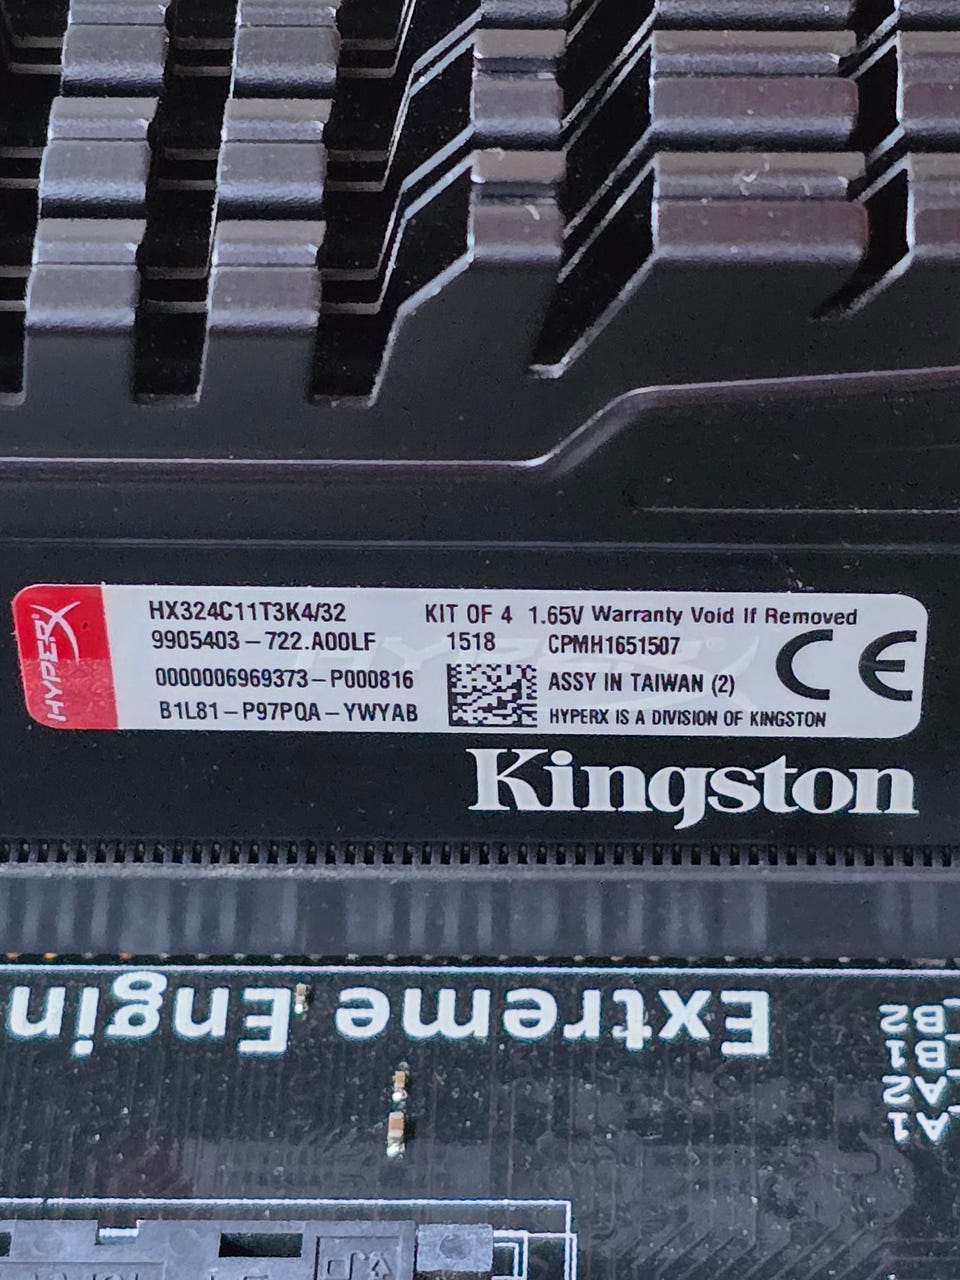 HYPERX
HX324C11T3K4/32 KIT OF 4 1.65V Warranty Void If Removed
9905403-722.A00LF 1518 CPMH1651507
0000006969373-P000816 ASSY IN TAIWAN (2) CE
B1L81-P97PQA-YWYAB HYPERX IS A DIVISION OF KINGSTON
Kingston
Extreme Engin
B2
B1
A2
A1